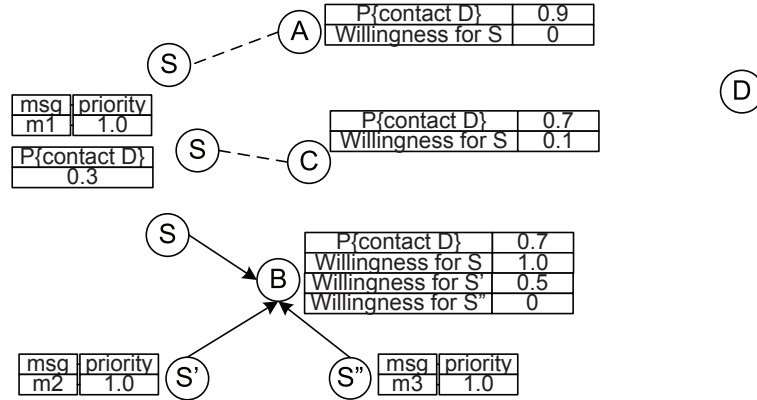 A
P{contact D} 0.9
Willingness for S 0
S
D
msg priority
m1 1.0
P{contact D} 0.7
Willingness for S 0.1
S
C
P{contact D}
0.3
S
P{contact D} 0.7
Willingness for S 1.0
Willingness for S' 0.5
Willingness for S" 0
B
msg priority
m2 1.0
S'
S"
msg priority
m3 1.0